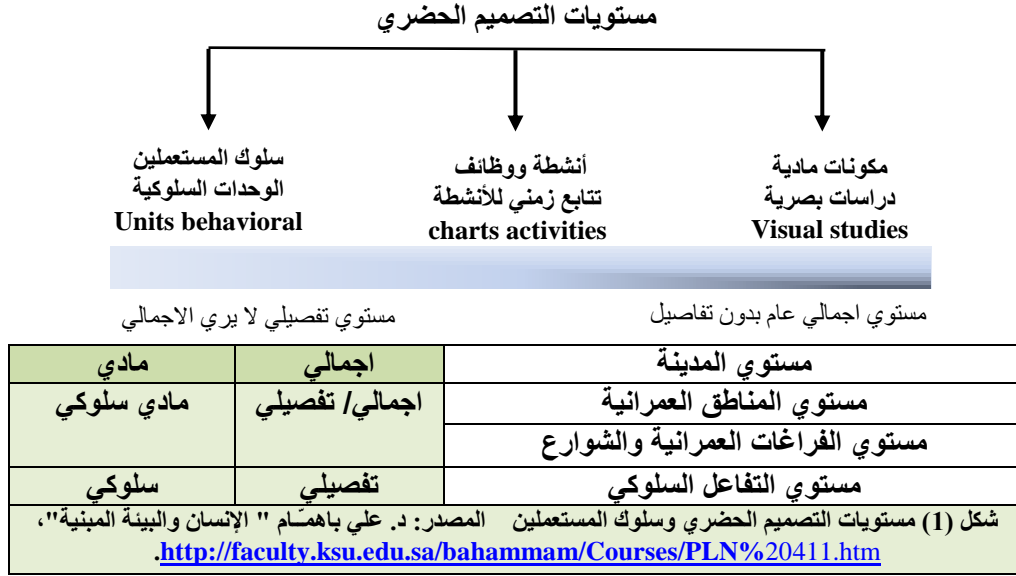 مستويات التصميم الحضري
مكونات مادية
دراسات بصرية
Visual studies
أنشطة ووظائف
تتابع زمني للأنشطة
charts activities
سلوك المستعملين
الوحدات السلوكية
Units behavioral
مستوي اجمالي عام بدون تفاصيل
مستوي تفصيلي لا يري الاجمالي
مستوي المدينة اجمالي مادي
مستوي المناطق العمرانية اجمالي/ تفصيلي مادي سلوكي
مستوي الفراغات العمرانية والشوارع
مستوي التفاعل السلوكي تفصيلي سلوكي
شكل (1) مستويات التصميم الحضري وسلوك المستعملين المصدر: د. علي باهمّـام " الإنسان والبيئة المبنية"،
http://faculty.ksu.edu.sa/bahammam/Courses/PLN%20411.htm.